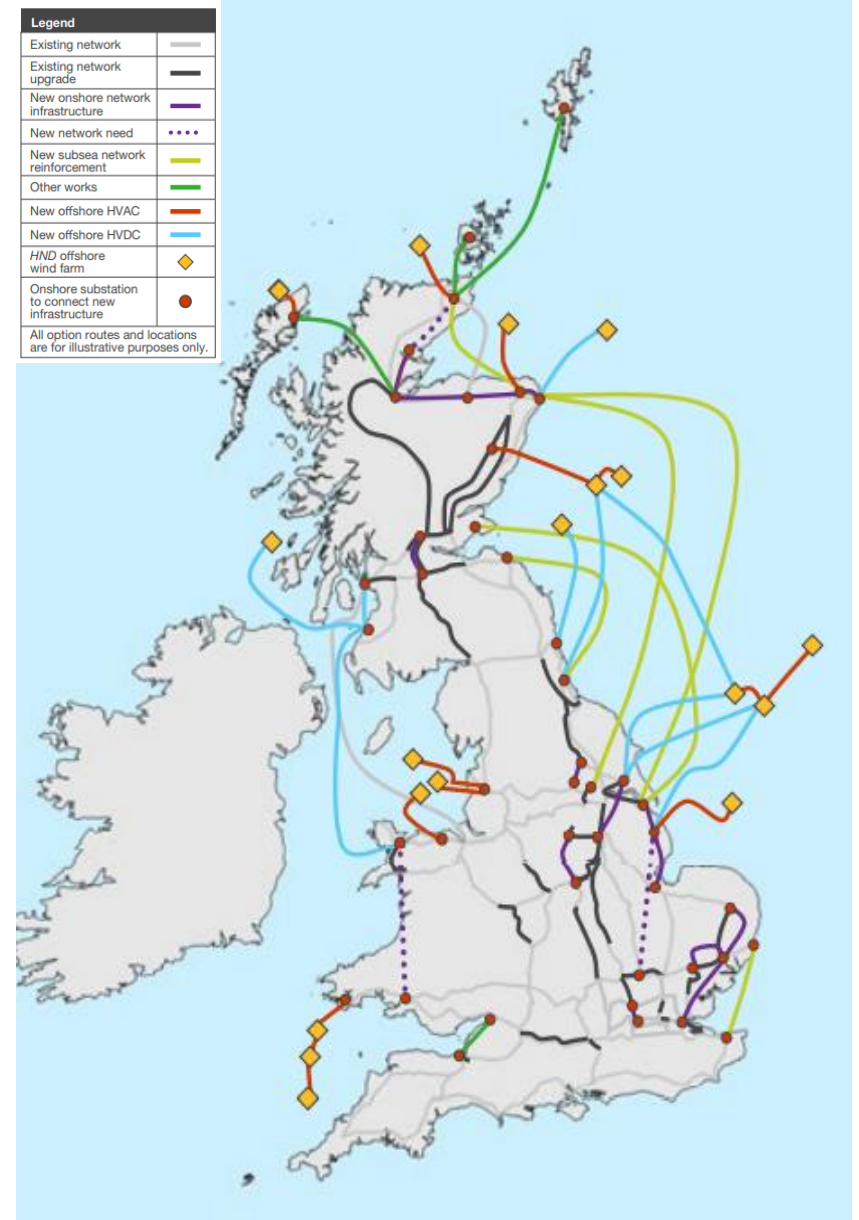 Legend
Existing network
Existing network
upgrade
New onshore network
infrastructure
New network need
New subsea network
reinforcement
Other works
New offshore HVAC
New offshore HVDC
HND offshore
wind farm
Onshore substation
to connect new
infrastructure
All option routes and locations
are for illustrative purposes only.